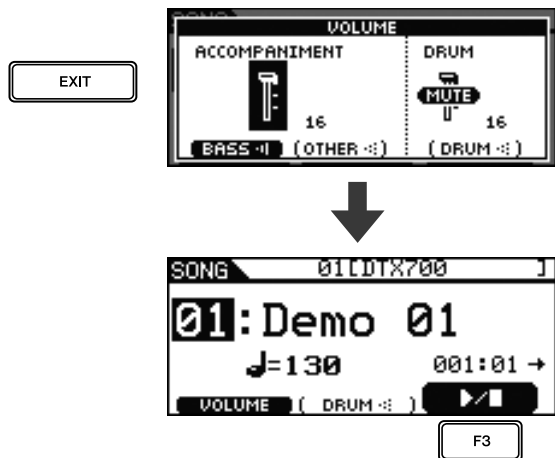 SONG
VOLUME
ACCOMPANIMENT DRUM
MUTE
16 16
BASS (OTHER) (DRUM)
EXIT
SONG 01[DTX700 ]
01:Demo 01
♩=130 001:01→
VOLUME ( DRUM ) ▶/■
F3